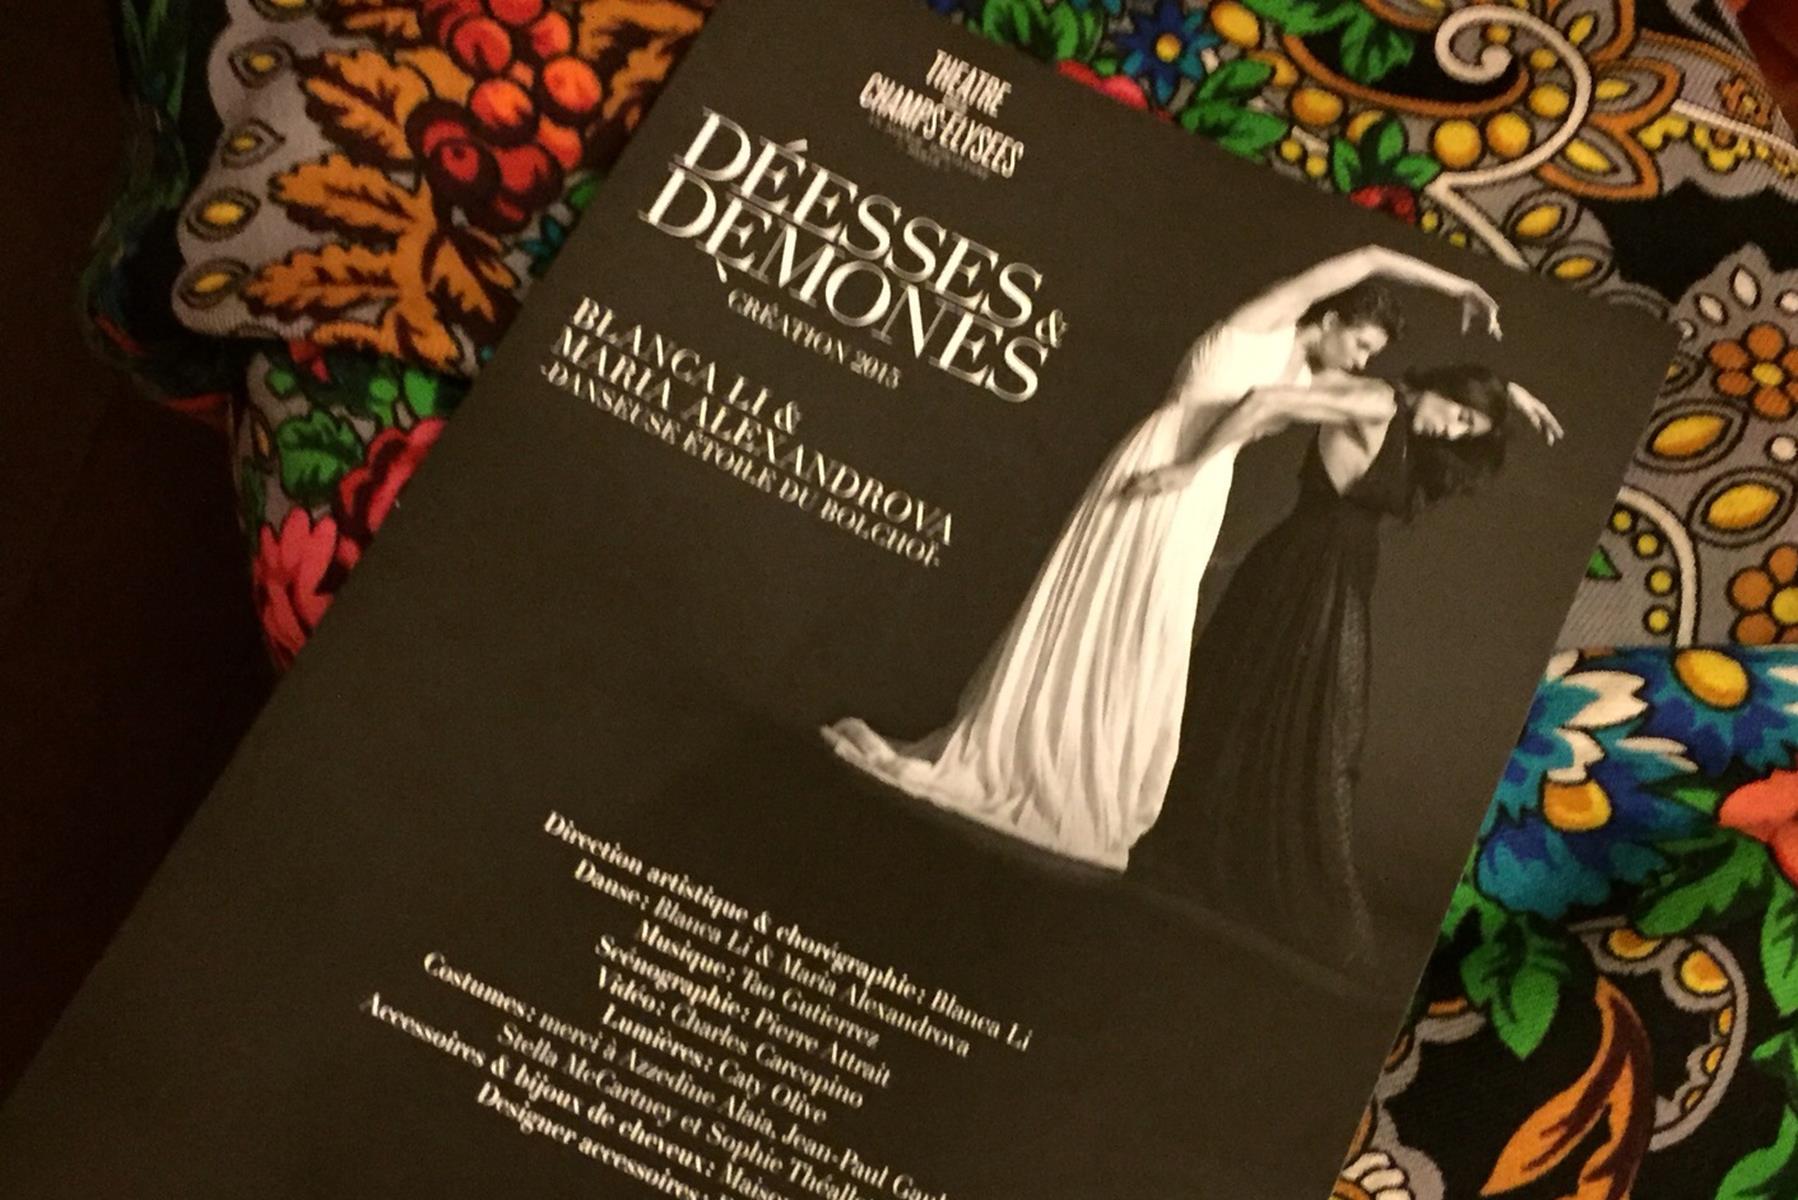 THEATRE
CHAMPS-ELYSEES
DÉESSES &
DÉMONES
CRÉATION 2015
BLANCA LI &
MARIA ALEXANDROVA
-DANSEUSE ÉTOILE DU BOLCHOÏ-
Direction artistique & chorégraphie: Blanca Li
Danse: Blanca Li & Maria Alexandrova
Musique: Tao Gutierrez
Scénographie: Pierre Attrait
Vidéo: Charles Carcopino
Lumières: Caty Olive
Costumes: merci à Azzedine Alaia, Jean-Paul
Stella McCartney et Sophie
Accessoires & bijoux de cheveux:
Designer accessoires: